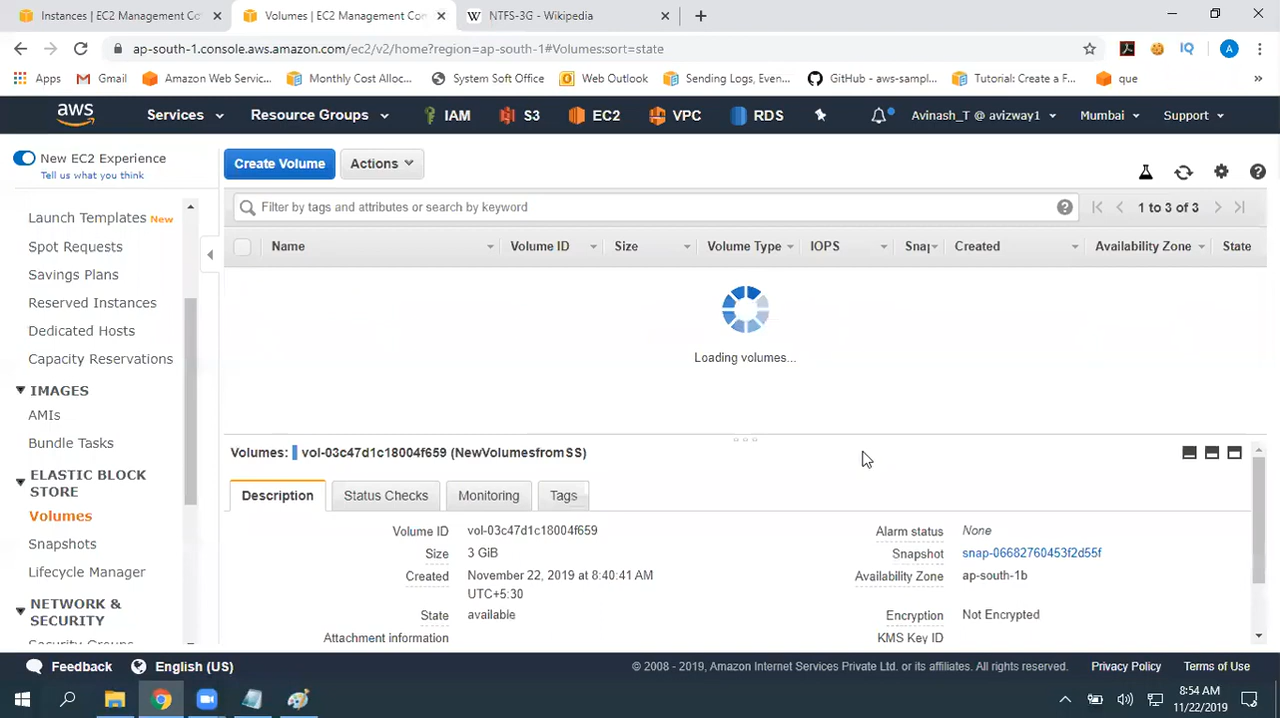 Instances | EC2 Management Co
Volumes | EC2 Management Con
NTFS-3G - Wikipedia
ap-south-1.console.aws.amazon.com/ec2/v2/home?region=ap-south-1#Volumes:sort=state
Apps
Gmail
Amazon Web Servic...
Monthly Cost Alloc...
System Soft Office
Web Outlook
Sending Logs, Even...
GitHub - aws-sampl...
Tutorial: Create a F...
que
aws
Services
Resource Groups
IAM
S3
EC2
VPC
RDS
Avinash_T @ avizway1
Mumbai
Support
New EC2 Experience
Tell us what you think
Launch Templates New
Spot Requests
Savings Plans
Reserved Instances
Dedicated Hosts
Capacity Reservations
IMAGES
AMIs
Bundle Tasks
ELASTIC BLOCK
STORE
Volumes
Snapshots
Lifecycle Manager
NETWORK &
SECURITY
Security Groups
Create Volume
Actions
Filter by tags and attributes or search by keyword
1 to 3 of 3
Name
Volume ID
Size
Volume Type
IOPS
Snap
Created
Availability Zone
State
Loading volumes...
Volumes: vol-03c47d1c18004f659 (NewVolumesfromSS)
Description
Status Checks
Monitoring
Tags
Volume ID vol-03c47d1c18004f659
Size 3 GiB
Created November 22, 2019 at 8:40:41 AM
UTC+5:30
State available
Attachment information
Alarm status None
Snapshot snap-06682760453f2d55f
Availability Zone ap-south-1b
Encryption Not Encrypted
KMS Key ID
Feedback
English (US)
© 2008 - 2019, Amazon Internet Services Private Ltd. or its affiliates. All rights reserved.
Privacy Policy
Terms of Use
8:54 AM
11/22/2019